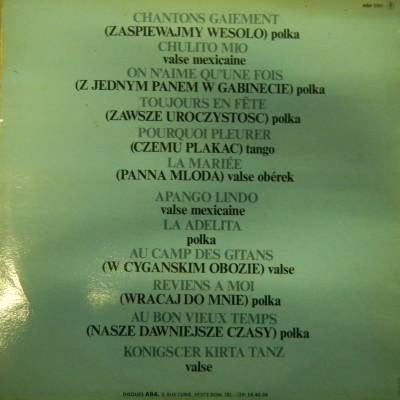 CHANTONS GAIEMENT
(ZASPIEWAJMY WESOLO) polka
CHULITO MIO
valse mexicaine
ON N'AIME QU'UNE FOIS
(Z JEDNYM PANEM W GABINECIE) polka
TOUJOURS EN FÊTE
(ZAWSZE UROCZYSTOSC) polka
POURQUOI PLEURER
(CZEMU PLAKAC) tango
LA MARIÉE
(PANNA MLODA) valse obérek
APANGO LINDO
valse mexicaine
LA ADELITA
polka
AU CAMP DES GITANS
(W CYGANSKIM OBOZIE) valse
REVIENS A MOI
(WRACAJ DO MNIE) polka
AU BON VIEUX TEMPS
(NASZE DAWNIEJSZE CZASY) polka
KONIGSCER KIRTA TANZ
valse
DISQUES ABA